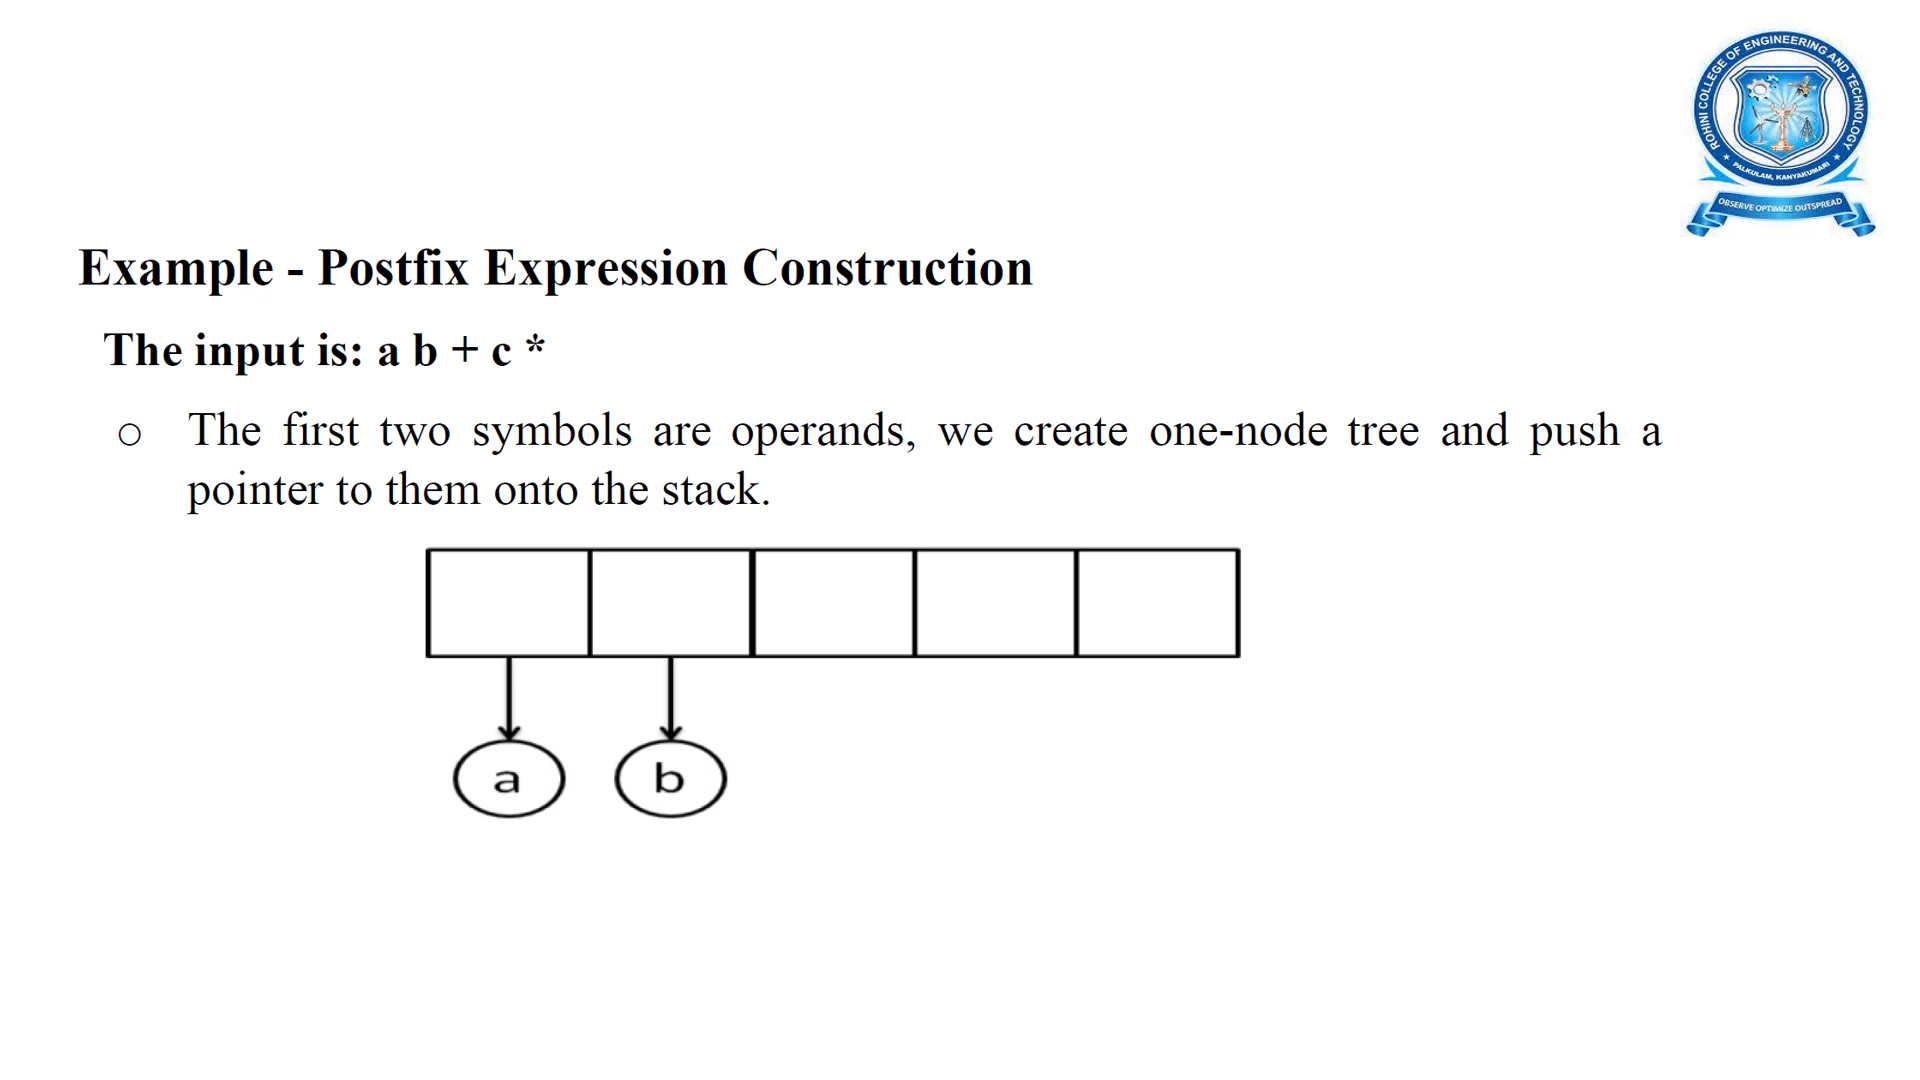 ROHINI COLLEGE OF ENGINEERING AND TECHNOLOGY
PALKULAM, KANYAKUMARI
OBSERVE OPTIMIZE OUTSPREAD
Example - Postfix Expression Construction
The input is: a b + c *
o The first two symbols are operands, we create one-node tree and push a
pointer to them onto the stack.
a b